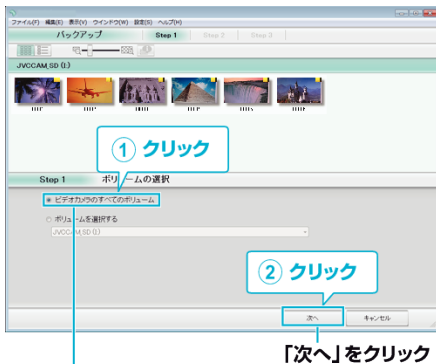 ファイル(F) 編集(E) 表示(V) ウインドウ(W) 設定(S) ヘルプ(H)
バックアップ Step 1 Step 2 Step 3
JVCCAM_SD (I:)
① クリック
Step 1 ボリュームの選択
ビデオカメラのすべてのボリューム
ボリュームを選択する
JVCCAM_SD (I:)
② クリック
次へ キャンセル
「次へ」をクリック